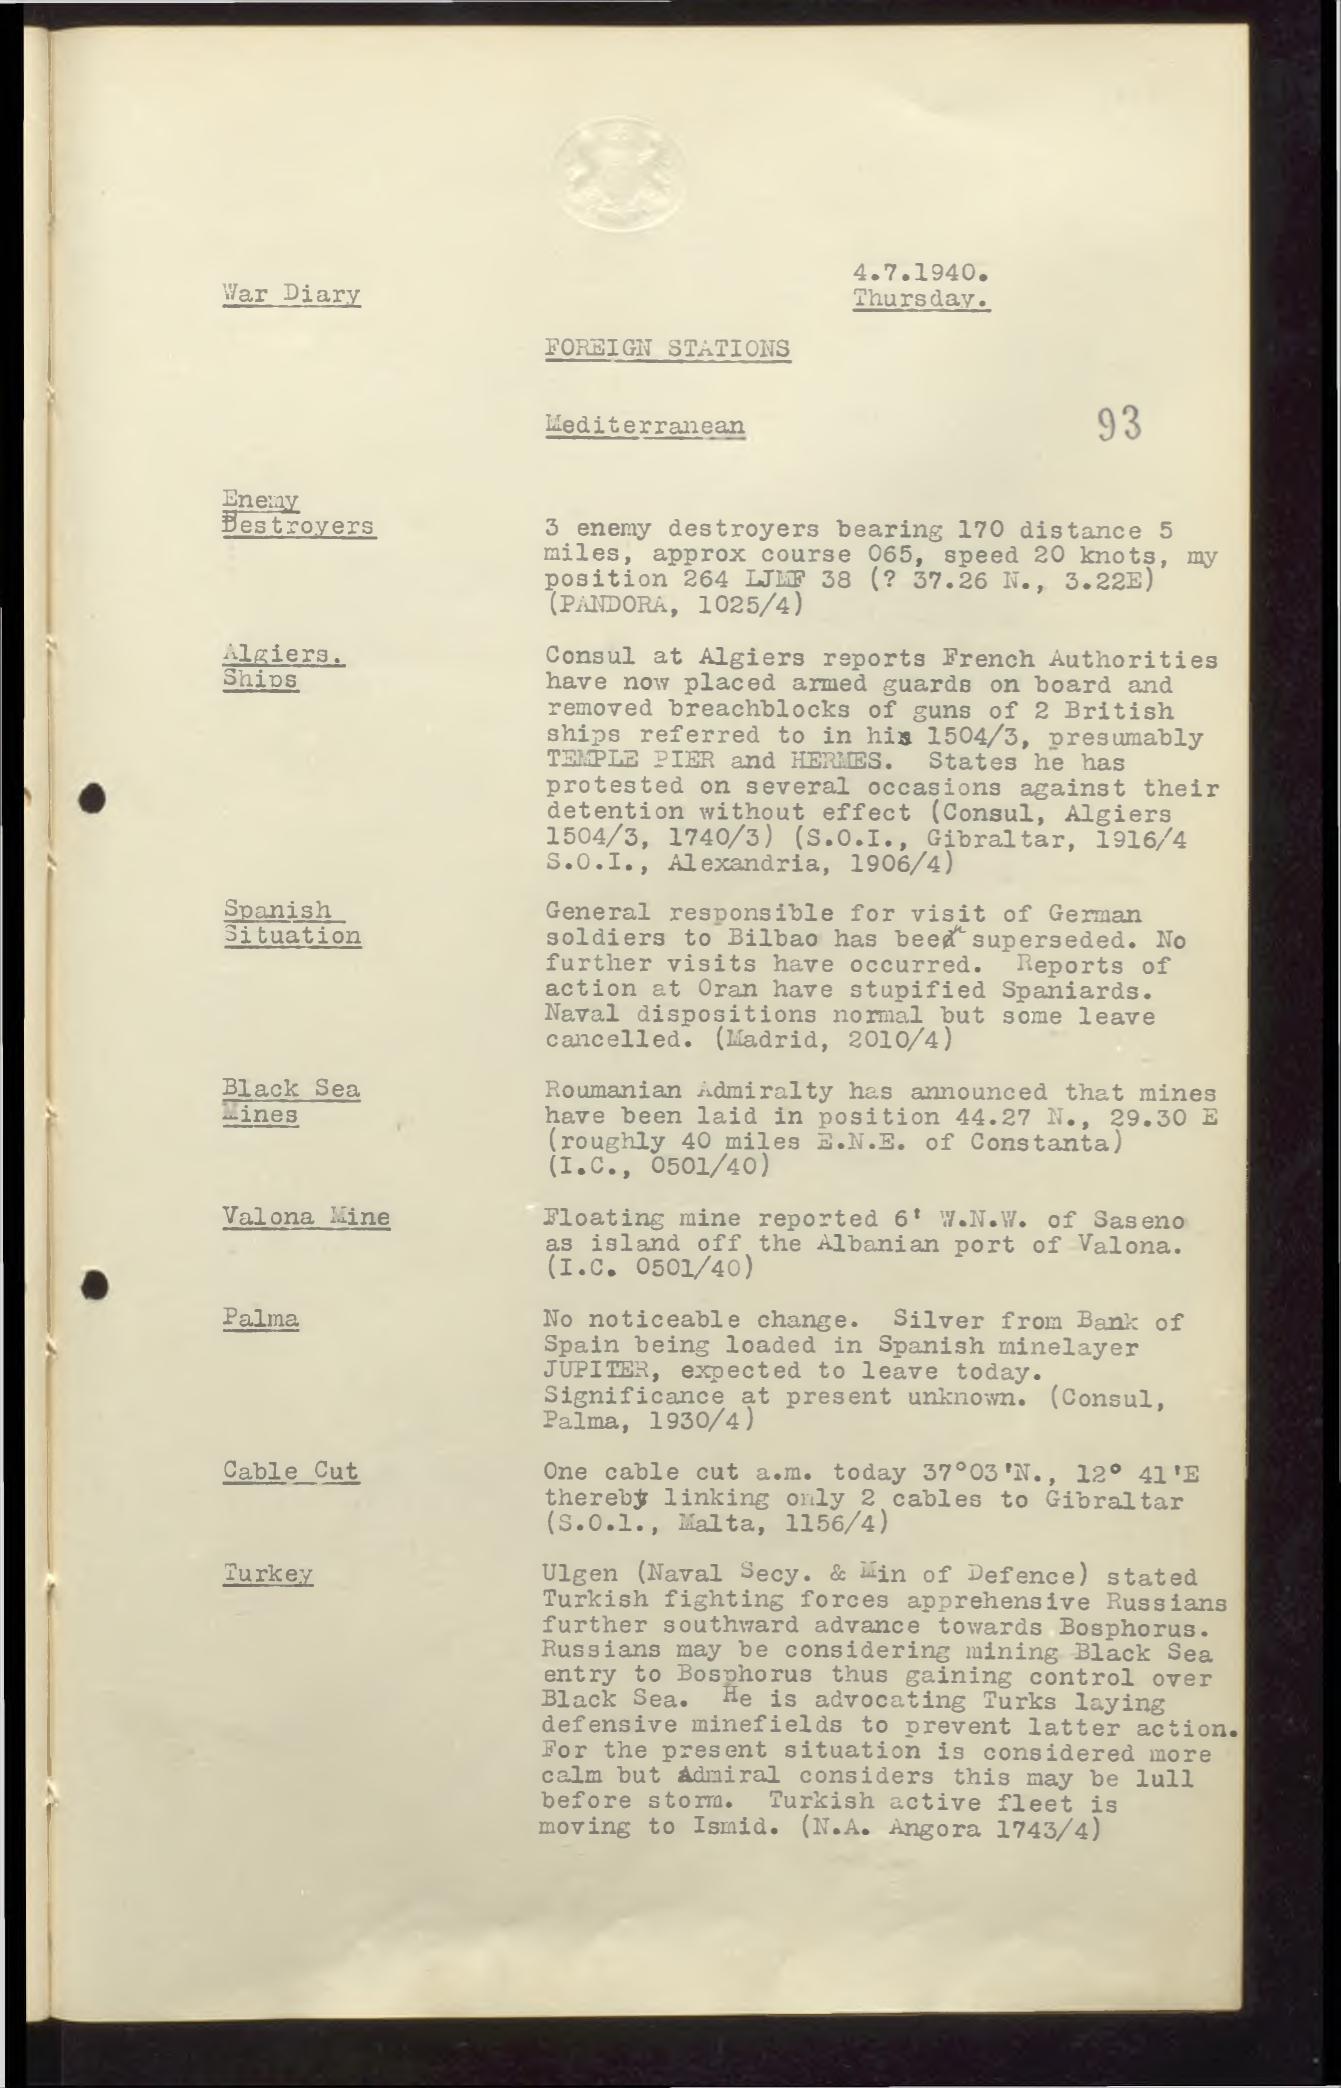 4.7.1940.
War Diary
Thursday.
FOREIGN STATIONS
Mediterranean
93
Enemy
Destroyers
3 enemy destroyers bearing 170 distance 5
miles, approx course 065, speed 20 knots, my
position 264 LJMF 38 (? 37.26 N., 3.22E)
(PANDORA, 1025/4)
Algiers.
Ships
Consul at Algiers reports French Authorities
have now placed armed guards on board and
removed breachblocks of guns of 2 British
ships referred to in his 1504/3, presumably
TEMPLE PIER and HERMES. States he has
protested on several occasions against their
detention without effect (Consul, Algiers
1504/3, 1740/3) (S.O.I., Gibraltar, 1916/4
S.O.I., Alexandria, 1906/4)
Spanish
Situation
General responsible for visit of German
soldiers to Bilbao has been superseded. No
further visits have occurred. Reports of
action at Oran have stupified Spaniards.
Naval dispositions normal but some leave
cancelled. (Madrid, 2010/4)
Black Sea
Mines
Roumanian Admiralty has announced that mines
have been laid in position 44.27 N., 29.30 E
(roughly 40 miles E.N.E. of Constanta)
(I.C., 0501/40)
Valona Mine
Floating mine reported 6' W.N.W. of Saseno
as island off the Albanian port of Valona.
(I.C. 0501/40)
Palma
No noticeable change. Silver from Bank of
Spain being loaded in Spanish minelayer
JUPITER, expected to leave today.
Significance at present unknown. (Consul,
Palma, 1930/4)
Cable Cut
One cable cut a.m. today 37°03'N., 12° 41'E
thereby linking only 2 cables to Gibraltar
(S.O.l., Malta, 1156/4)
Turkey
Ulgen (Naval Secy. & Min of Defence) stated
Turkish fighting forces apprehensive Russians
further southward advance towards Bosphorus.
Russians may be considering mining Black Sea
entry to Bosphorus thus gaining control over
Black Sea. He is advocating Turks laying
defensive minefields to prevent latter action.
For the present situation is considered more
calm but Admiral considers this may be lull
before storm. Turkish active fleet is
moving to Ismid. (N.A. Angora 1743/4)